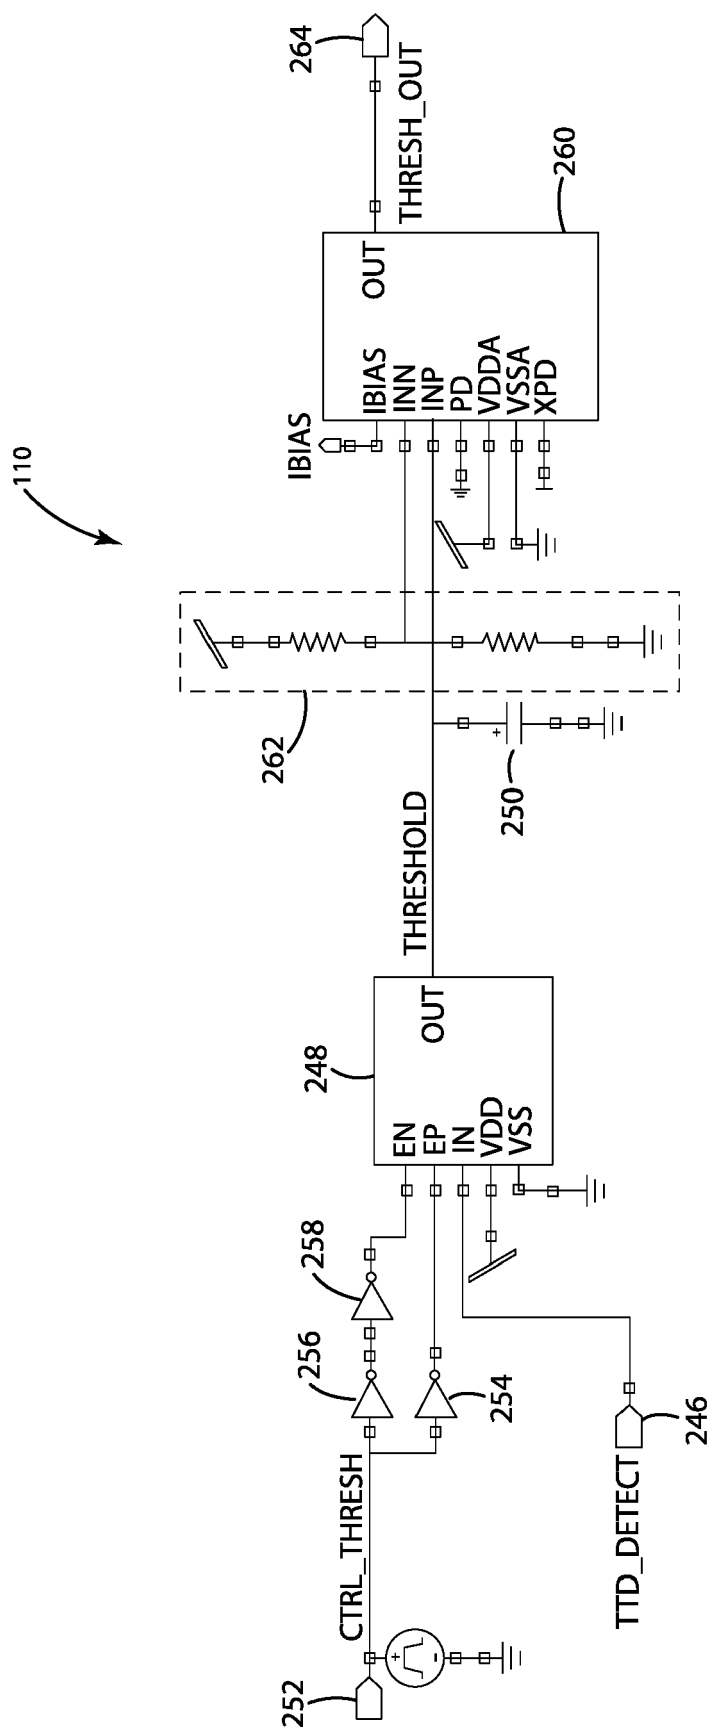 110
252
CTRL_THRESH
+
-
256
258
254
TTD_DETECT
246
248
EN
EP
IN
VDD
VSS
OUT
THRESHOLD
262
+
250
IBIAS
IBIAS
INN
INP
PD
VDDA
VSSA
XPD
OUT
260
THRESH_OUT
264